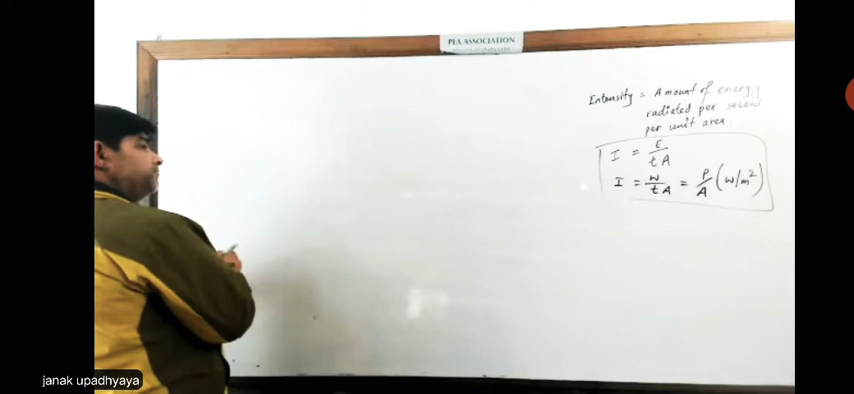 PEA ASSOCIATION
Intensity = Amount of energy
radiated per second
per unit area.
I = E/tA
I = W/tA = P/A (W/m²)
janak upadhyaya